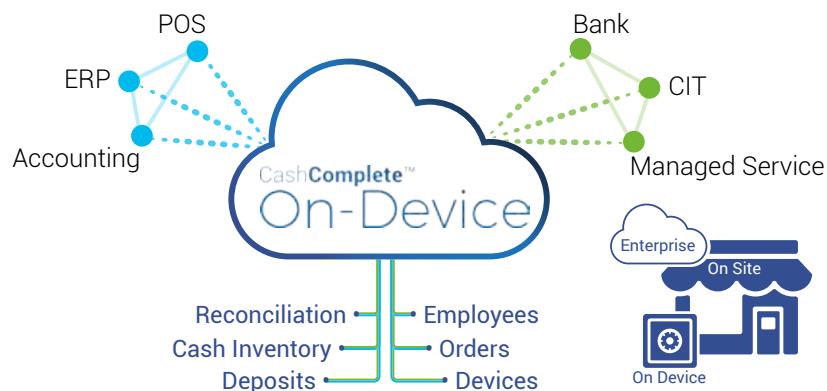 POS
ERP
Accounting
Bank
CIT
Managed Service
CashComplete™
On-Device
Reconciliation
Employees
Cash Inventory
Orders
Deposits
Devices
Enterprise
On Site
On Device